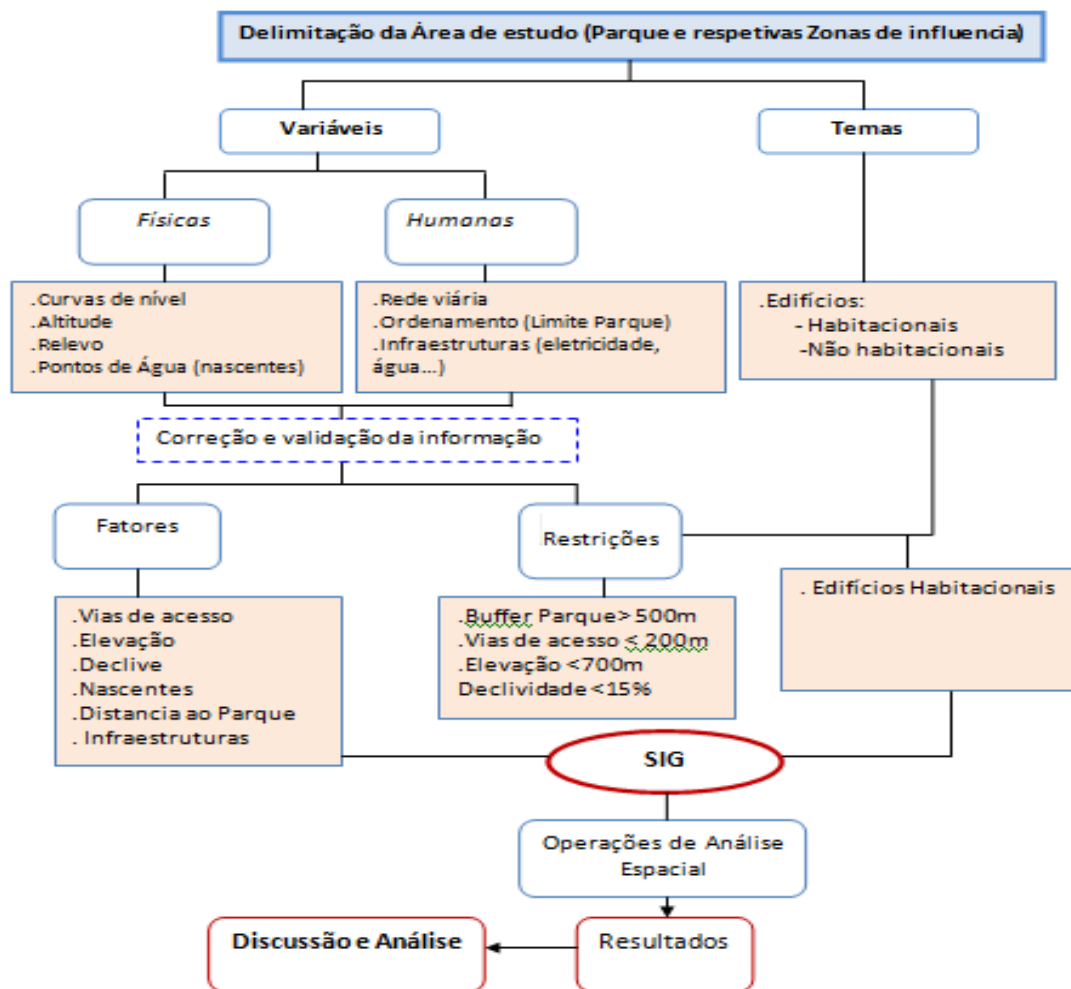 Delimitação da Área de estudo (Parque e respetivas Zonas de influencia)
Variáveis
Temas
Físicas
Humanas
.Curvas de nível
.Altitude
.Relevo
.Pontos de Água (nascentes)
.Rede viária
.Ordenamento (Limite Parque)
.Infraestruturas (eletricidade,
água...)
.Edifícios:
- Habitacionais
-Não habitacionais
Correção e validação da informação
Fatores
Restrições
. Edifícios Habitacionais
.Vias de acesso
.Elevação
.Declive
.Nascentes
.Distancia ao Parque
. Infraestruturas
.Buffer Parque> 500m
.Vias de acesso < 200m
.Elevação <700m
Declividade <15%
SIG
Operações de Análise
Espacial
Discussão e Análise
Resultados